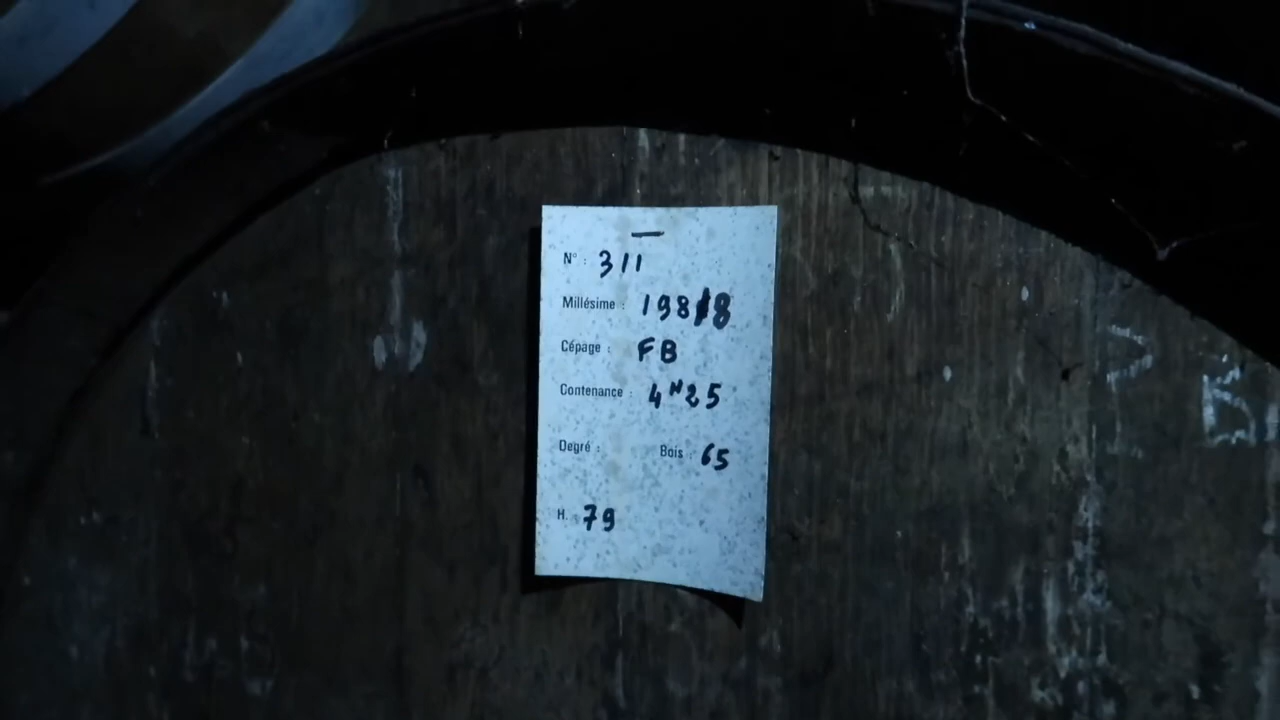 N° : 311
Millésime : 1988
Cépage : FB
Contenance : 4H25
Degré : Bois : 65
H. 79